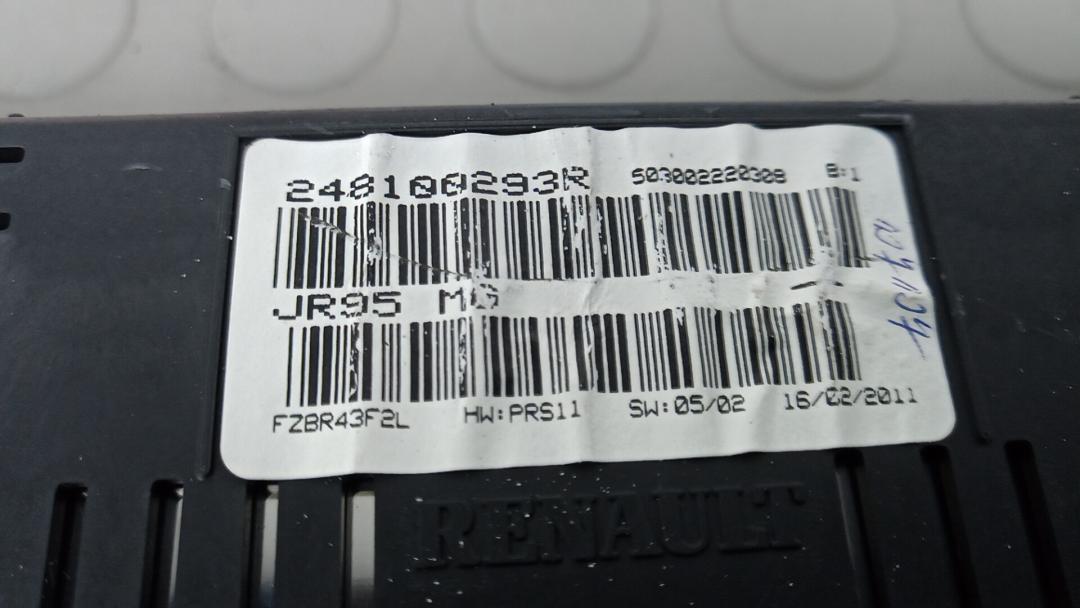 248100293R 503002220308 B:1
JR95 MG
FZBR43F2L HW:PRS11 SW:05/02 16/02/2011
RENAULT